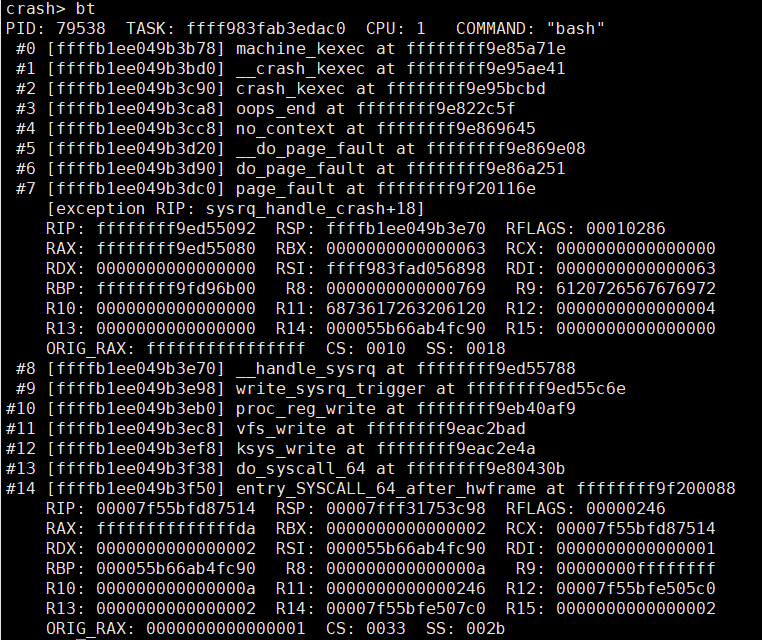 crash> bt
PID: 79538  TASK: ffff983fab3edac0  CPU: 1   COMMAND: "bash"
 #0 [ffffb1ee049b3b78] machine_kexec at ffffffff9e85a71e
 #1 [ffffb1ee049b3bd0] __crash_kexec at ffffffff9e95ae41
 #2 [ffffb1ee049b3c90] crash_kexec at ffffffff9e95bcbd
 #3 [ffffb1ee049b3ca8] oops_end at ffffffff9e822c5f
 #4 [ffffb1ee049b3cc8] no_context at ffffffff9e869645
 #5 [ffffb1ee049b3d20] __do_page_fault at ffffffff9e869e08
 #6 [ffffb1ee049b3d90] do_page_fault at ffffffff9e86a251
 #7 [ffffb1ee049b3dc0] page_fault at ffffffff9f20116e
    [exception RIP: sysrq_handle_crash+18]
    RIP: ffffffff9ed55092  RSP: ffffb1ee049b3e70  RFLAGS: 00010286
    RAX: ffffffff9ed55080  RBX: 0000000000000063  RCX: 0000000000000000
    RDX: 0000000000000000  RSI: ffff983fad056898  RDI: 0000000000000063
    RBP: ffffffff9fd96b00   R8: 0000000000000769   R9: 6120726567676972
    R10: 0000000000000000  R11: 6873617263206120  R12: 0000000000000004
    R13: 0000000000000000  R14: 000055b66ab4fc90  R15: 0000000000000000
    ORIG_RAX: ffffffffffffffff  CS: 0010  SS: 0018
 #8 [ffffb1ee049b3e70] __handle_sysrq at ffffffff9ed55788
 #9 [ffffb1ee049b3e98] write_sysrq_trigger at ffffffff9ed55c6e
#10 [ffffb1ee049b3eb0] proc_reg_write at ffffffff9eb40af9
#11 [ffffb1ee049b3ec8] vfs_write at ffffffff9eac2bad
#12 [ffffb1ee049b3ef8] ksys_write at ffffffff9eac2e4a
#13 [ffffb1ee049b3f38] do_syscall_64 at ffffffff9e80430b
#14 [ffffb1ee049b3f50] entry_SYSCALL_64_after_hwframe at ffffffff9f200088
    RIP: 00007f55bfd87514  RSP: 00007fff31753c98  RFLAGS: 00000246
    RAX: ffffffffffffffda  RBX: 0000000000000002  RCX: 00007f55bfd87514
    RDX: 0000000000000002  RSI: 000055b66ab4fc90  RDI: 0000000000000001
    RBP: 000055b66ab4fc90   R8: 000000000000000a   R9: 00000000ffffffff
    R10: 000000000000000a  R11: 0000000000000246  R12: 00007f55bfe505c0
    R13: 0000000000000002  R14: 00007f55bfe507c0  R15: 0000000000000002
    ORIG_RAX: 0000000000000001  CS: 0033  SS: 002b